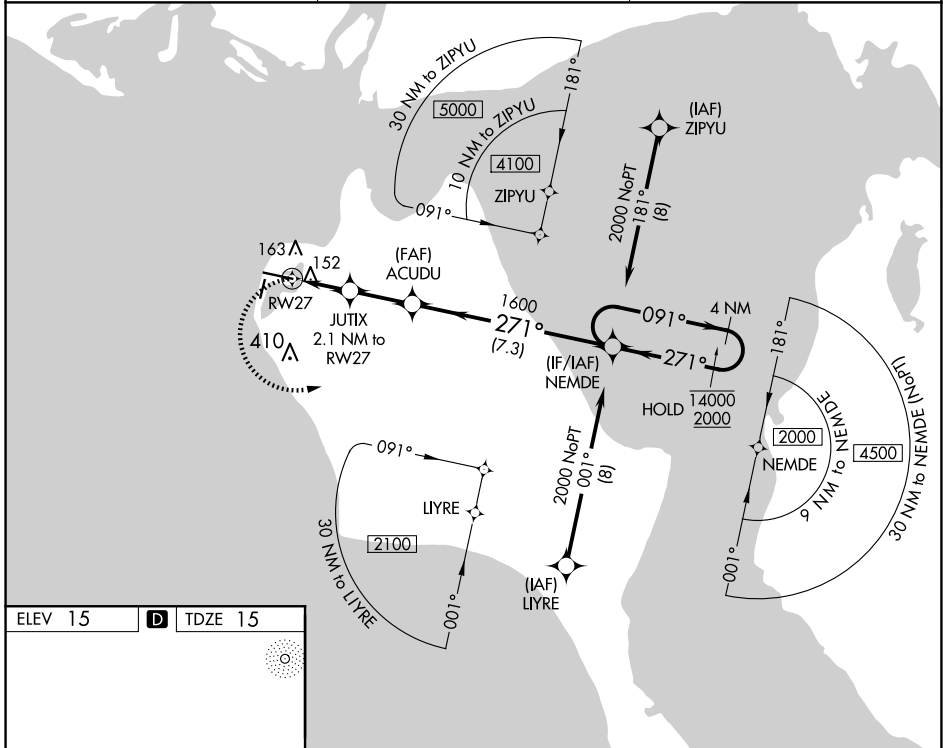 30 NM to ZIPYU
5000
181°
10 NM to ZIPYU
4100
ZIPYU
091°
(IAF)
ZIPYU
2000 NoPT
181°
(8)
163
152
RW27
JUTIX
2.1 NM to
RW27
(FAF)
ACUDU
1600
271°
(7.3)
091°
4 NM
271°
(IF/IAF)
NEMDE
HOLD
14000
2000
410
181°
2000
9 NM to NEMDE
4500
30 NM to NEMDE (NoPT)
NEMDE
001°
091°
LIYRE
2100
30 NM to LIYRE
001°
2000 NoPT
001°
(8)
(IAF)
LIYRE
ELEV 15
D
TDZE 15